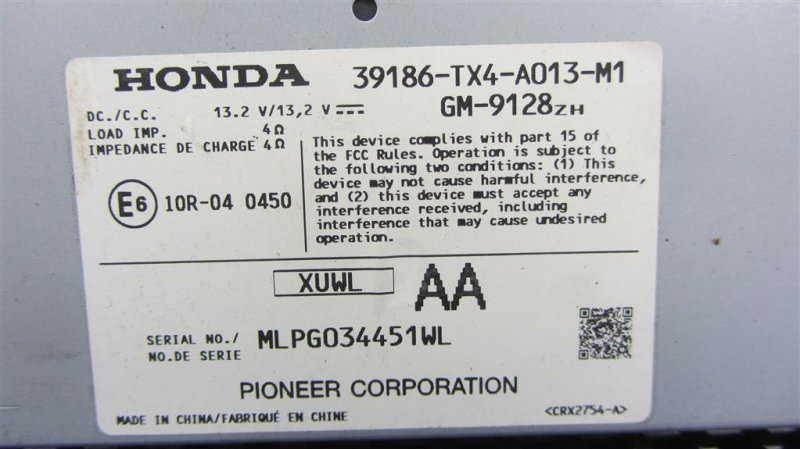 HONDA 39186-TX4-A013-M1
GM-9128ZH
DC./C.C. 13.2 V/13,2 V
LOAD IMP. 4Ω
IMPEDANCE DE CHARGE 4Ω
This device complies with part 15 of
the FCC Rules. Operation is subject to
the following two conditions: (1) This
device may not cause harmful interference,
and (2) this device must accept any
interference received, including
interference that may cause undesired
operation.
E6 10R-04 0450
XUWL AA
SERIAL NO./
NO.DE SERIE MLPG034451WL
PIONEER CORPORATION
MADE IN CHINA/FABRIQUÉ EN CHINE <CRX2754-A>